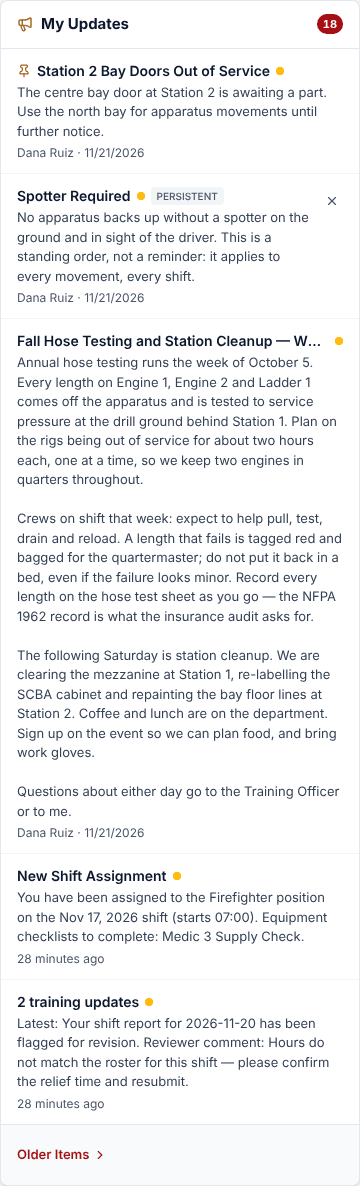 My Updates
18
Station 2 Bay Doors Out of Service
The centre bay door at Station 2 is awaiting a part.
Use the north bay for apparatus movements until
further notice.
Dana Ruiz · 11/21/2026
Spotter Required
PERSISTENT
No apparatus backs up without a spotter on the
ground and in sight of the driver. This is a
standing order, not a reminder: it applies to
every movement, every shift.
Dana Ruiz · 11/21/2026
Fall Hose Testing and Station Cleanup — W...
Annual hose testing runs the week of October 5.
Every length on Engine 1, Engine 2 and Ladder 1
comes off the apparatus and is tested to service
pressure at the drill ground behind Station 1. Plan on
the rigs being out of service for about two hours
each, one at a time, so we keep two engines in
quarters throughout.
Crews on shift that week: expect to help pull, test,
drain and reload. A length that fails is tagged red and
bagged for the quartermaster; do not put it back in a
bed, even if the failure looks minor. Record every
length on the hose test sheet as you go — the NFPA
1962 record is what the insurance audit asks for.
The following Saturday is station cleanup. We are
clearing the mezzanine at Station 1, re-labelling the
SCBA cabinet and repainting the bay floor lines at
Station 2. Coffee and lunch are on the department.
Sign up on the event so we can plan food, and bring
work gloves.
Questions about either day go to the Training Officer
or to me.
Dana Ruiz · 11/21/2026
New Shift Assignment
You have been assigned to the Firefighter position
on the Nov 17, 2026 shift (starts 07:00). Equipment
checklists to complete: Medic 3 Supply Check.
28 minutes ago
2 training updates
Latest: Your shift report for 2026-11-20 has been
flagged for revision. Reviewer comment: Hours do
not match the roster for this shift — please confirm
the relief time and resubmit.
28 minutes ago
Older Items